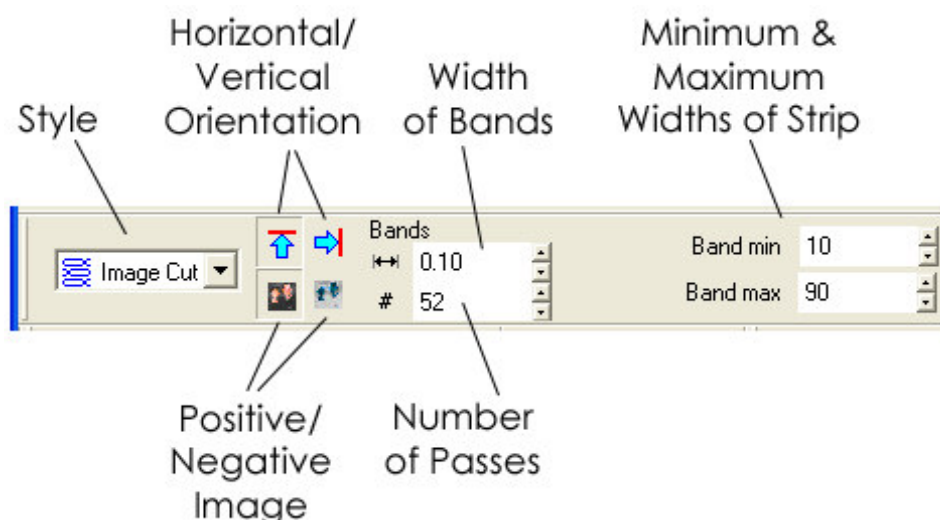 Horizontal/
Vertical
Orientation
Minimum &
Maximum
Widths of Strip
Width
of Bands
Style
Bands
0.10
# 52
Image Cut
Band min 10
Band max 90
Positive/
Negative
Image
Number
of Passes